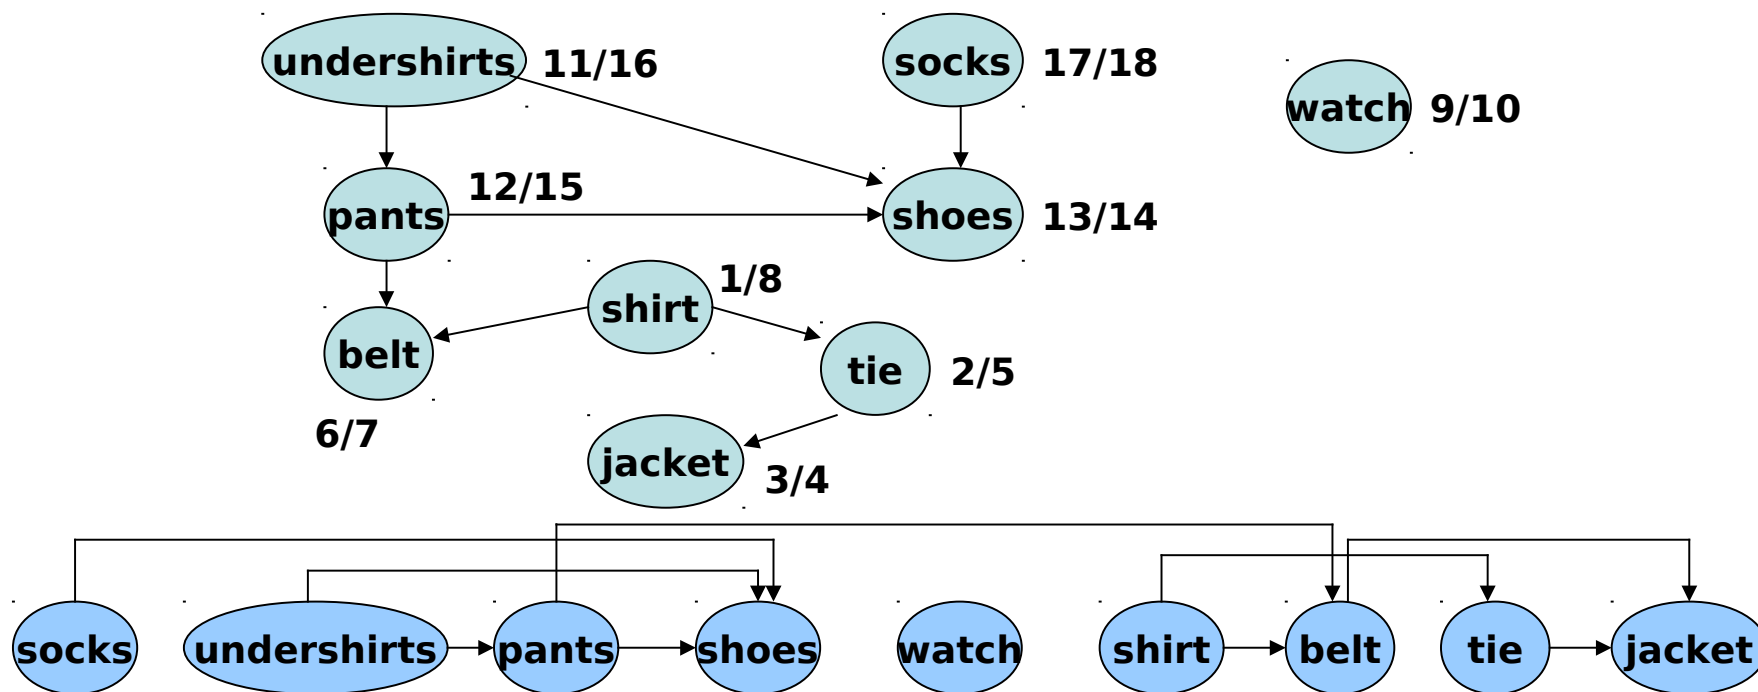 undershirts 11/16 socks 17/18
watch 9/10
pants 12/15 shoes 13/14
shirt 1/8
belt tie 2/5
6/7
jacket 3/4
socks undershirts pants shoes watch shirt belt tie jacket